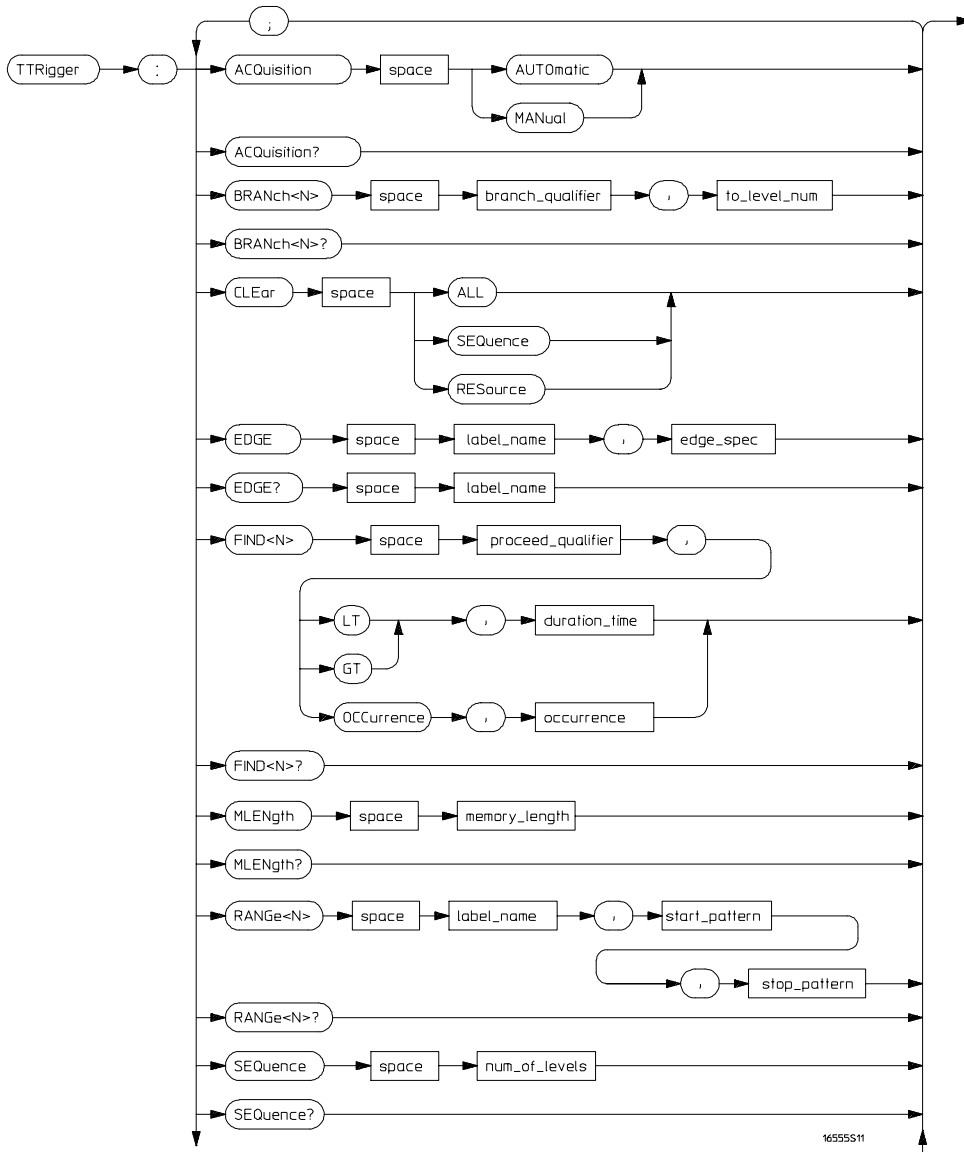 ;
TTRigger : ACQuisition space AUTOmatic
MANual
ACQuisition?
BRANch<N> space branch_qualifier , to_level_num
BRANch<N>?
CLEar space ALL
SEQuence
RESource
EDGE space label_name , edge_spec
EDGE? space label_name
FIND<N> space proceed_qualifier ,
LT , duration_time
GT
OCCurrence , occurrence
FIND<N>?
MLENgth space memory_length
MLENgth?
RANGe<N> space label_name , start_pattern
, stop_pattern
RANGe<N>?
SEQuence space num_of_levels
SEQuence?
16555S11